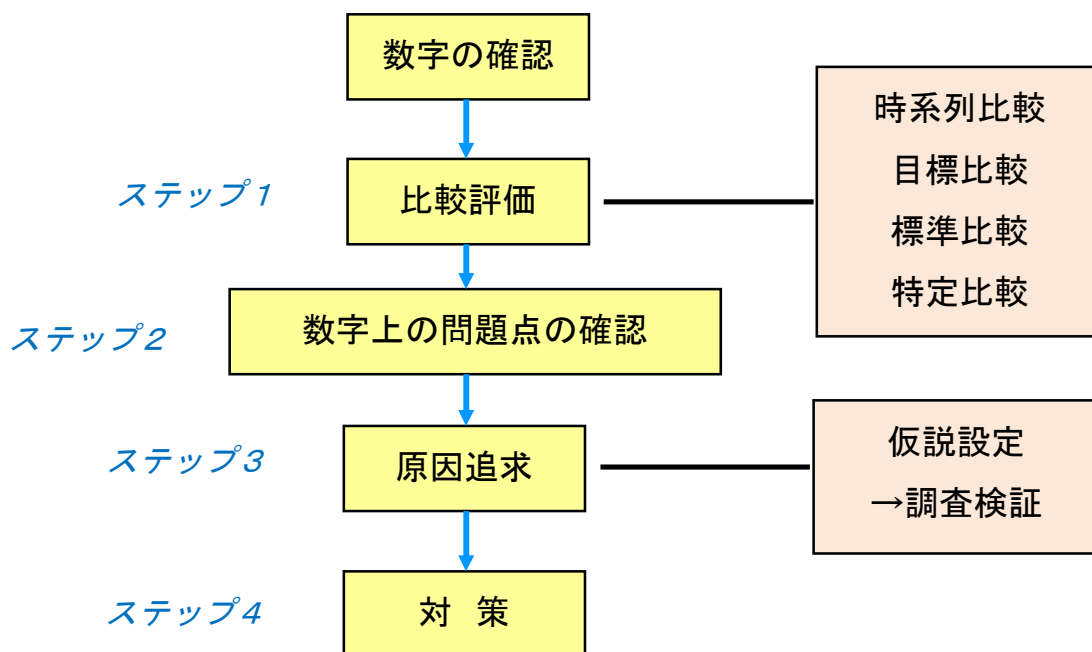 数字の確認
ステップ１
比較評価
時系列比較
目標比較
標準比較
特定比較
ステップ２
数字上の問題点の確認
ステップ３
原因追求
仮説設定
→調査検証
ステップ４
対　策